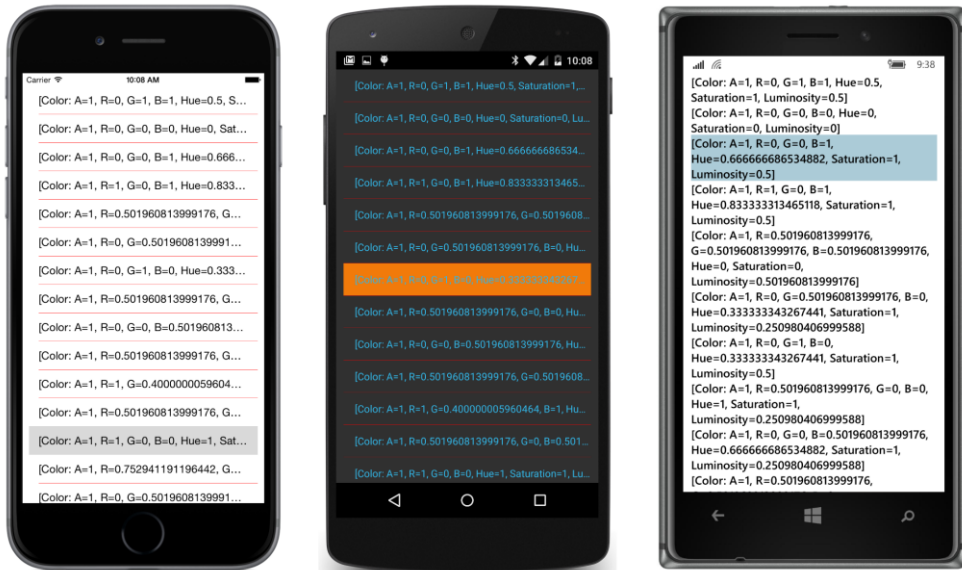 Carrier 10:08 AM
[Color: A=1, R=0, G=1, B=1, Hue=0.5, S...
[Color: A=1, R=0, G=0, B=0, Hue=0, Sat...
[Color: A=1, R=0, G=0, B=1, Hue=0.666...
[Color: A=1, R=1, G=0, B=1, Hue=0.833...
[Color: A=1, R=0.501960813999176, G...
[Color: A=1, R=0, G=0.5019608139991...
[Color: A=1, R=0, G=1, B=0, Hue=0.333...
[Color: A=1, R=0.501960813999176, G...
[Color: A=1, R=0, G=0, B=0.501960813...
[Color: A=1, R=0.501960813999176, G...
[Color: A=1, R=1, G=0.4000000059604...
[Color: A=1, R=0.501960813999176, G...
[Color: A=1, R=1, G=0, B=0, Hue=1, Sat...
[Color: A=1, R=0.752941191196442, G...
[Color: A=1, R=0, G=0.5019608139991...
10:08
[Color: A=1, R=0, G=1, B=1, Hue=0.5, Saturation=1,...
[Color: A=1, R=0, G=0, B=0, Hue=0, Saturation=0, Lu...
[Color: A=1, R=0, G=0, B=1, Hue=0.666666686534...
[Color: A=1, R=1, G=0, B=1, Hue=0.833333313465...
[Color: A=1, R=0.501960813999176, G=0.5019608...
[Color: A=1, R=0, G=0.501960813999176, B=0, Hu...
[Color: A=1, R=0, G=1, B=0, Hue=0.333333343267...
[Color: A=1, R=0.501960813999176, G=0, B=0, Hu...
[Color: A=1, R=0, G=0, B=0.501960813999176, Hu...
[Color: A=1, R=0.501960813999176, G=0.5019608...
[Color: A=1, R=1, G=0.400000005960464, B=1, Hu...
[Color: A=1, R=0.501960813999176, G=0, B=0.501...
[Color: A=1, R=1, G=0, B=0, Hue=1, Saturation=1, Lu...
9:38
[Color: A=1, R=0, G=1, B=1, Hue=0.5,
Saturation=1, Luminosity=0.5]
[Color: A=1, R=0, G=0, B=0, Hue=0,
Saturation=0, Luminosity=0]
[Color: A=1, R=0, G=0, B=1,
Hue=0.666666686534882, Saturation=1,
Luminosity=0.5]
[Color: A=1, R=1, G=0, B=1,
Hue=0.833333313465118, Saturation=1,
Luminosity=0.5]
[Color: A=1, R=0.501960813999176,
G=0.501960813999176, B=0.501960813999176,
Hue=0, Saturation=0,
Luminosity=0.501960813999176]
[Color: A=1, R=0, G=0.501960813999176, B=0,
Hue=0.333333343267441, Saturation=1,
Luminosity=0.250980406999588]
[Color: A=1, R=0, G=1, B=0,
Hue=0.333333343267441, Saturation=1,
Luminosity=0.5]
[Color: A=1, R=0.501960813999176, G=0, B=0,
Hue=1, Saturation=1,
Luminosity=0.250980406999588]
[Color: A=1, R=0, G=0, B=0.501960813999176,
Hue=0.666666686534882, Saturation=1,
Luminosity=0.250980406999588]
[Color: A=1, R=0.501960813999176,